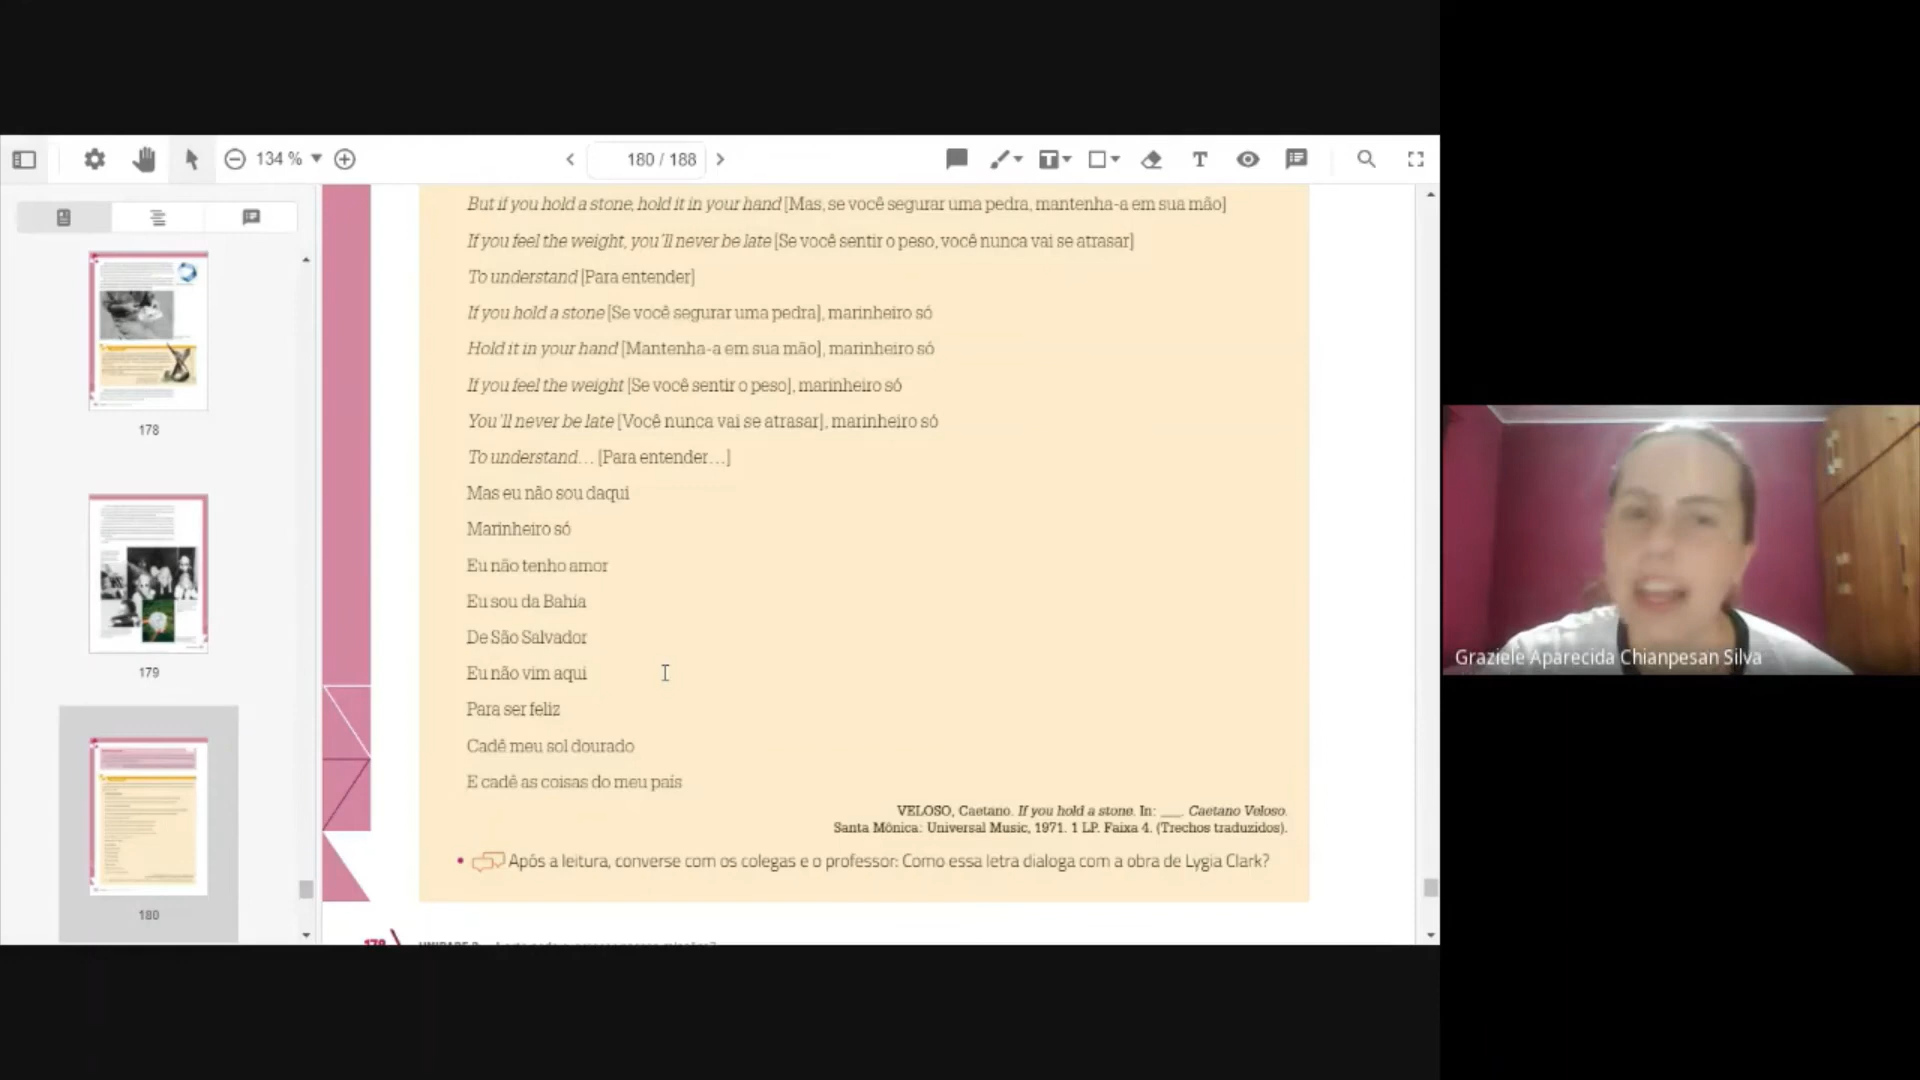 134 %
180 / 188
But if you hold a stone, hold it in your hand [Mas, se você segurar uma pedra, mantenha-a em sua mão]
If you feel the weight, you'll never be late [Se você sentir o peso, você nunca vai se atrasar]
To understand [Para entender]
If you hold a stone [Se você segurar uma pedra], marinheiro só
Hold it in your hand [Mantenha-a em sua mão], marinheiro só
If you feel the weight [Se você sentir o peso], marinheiro só
You'll never be late [Você nunca vai se atrasar], marinheiro só
To understand… [Para entender…]
Mas eu não sou daqui
Marinheiro só
Eu não tenho amor
Eu sou da Bahia
De São Salvador
Eu não vim aqui
Para ser feliz
Cadê meu sol dourado
E cadê as coisas do meu país
VELOSO, Caetano. If you hold a stone. In: ___. Caetano Veloso.
Santa Mônica: Universal Music, 1971. 1 LP. Faixa 4. (Trechos traduzidos).
• Após a leitura, converse com os colegas e o professor: Como essa letra dialoga com a obra de Lygia Clark?
178
179
180
Graziele Aparecida Chianpesan Silva